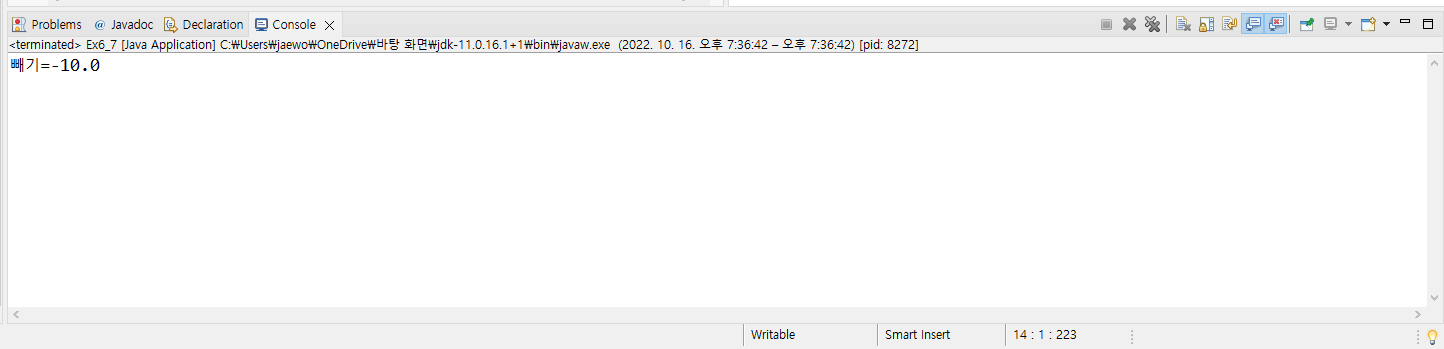 Problems @ Javadoc Declaration Console
<terminated> Ex6_7 [Java Application] C:₩Users₩jaewo₩OneDrive₩바탕 화면₩jdk-11.0.16.1+1₩bin₩javaw.exe (2022. 10. 16. 오후 7:36:42 – 오후 7:36:42) [pid: 8272]
빼기=-10.0
Writable Smart Insert 14 : 1 : 223